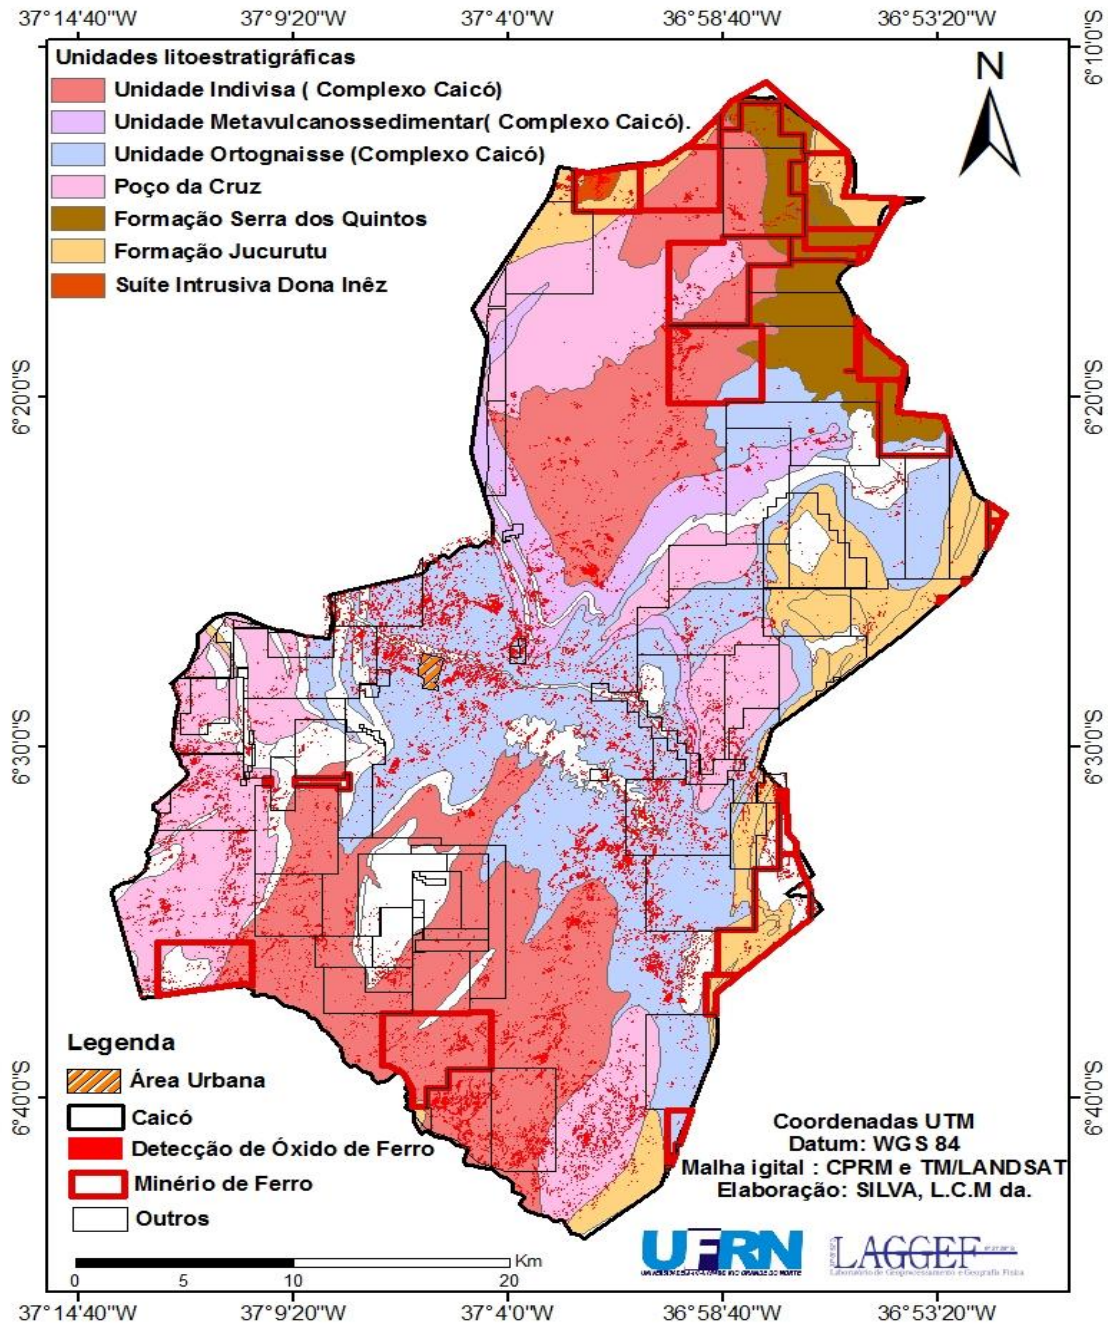 37°14'40"W 37°9'20"W 37°4'0"W 36°58'40"W 36°53'20"W
6°10'0"S
6°10'0"S
Unidades litoestratigráficas
Unidade Indivisa ( Complexo Caicó)
Unidade Metavulcanossedimentar( Complexo Caicó).
Unidade Ortognaisse (Complexo Caicó)
Poço da Cruz
Formação Serra dos Quintos
Formação Jucurutu
Suíte Intrusiva Dona Inêz
N
6°20'0"S
6°20'0"S
6°30'0"S
6°30'0"S
6°40'0"S
6°40'0"S
Legenda
Área Urbana
Caicó
Detecção de Óxido de Ferro
Minério de Ferro
Outros
Coordenadas UTM
Datum: WGS 84
Malha igital : CPRM e TM/LANDSAT
Elaboração: SILVA, L.C.M da.
UFRN
LAGGEF
Laboratório de Geoprocessamento e Geografia Física
Km
0 5 10 20
37°14'40"W 37°9'20"W 37°4'0"W 36°58'40"W 36°53'20"W